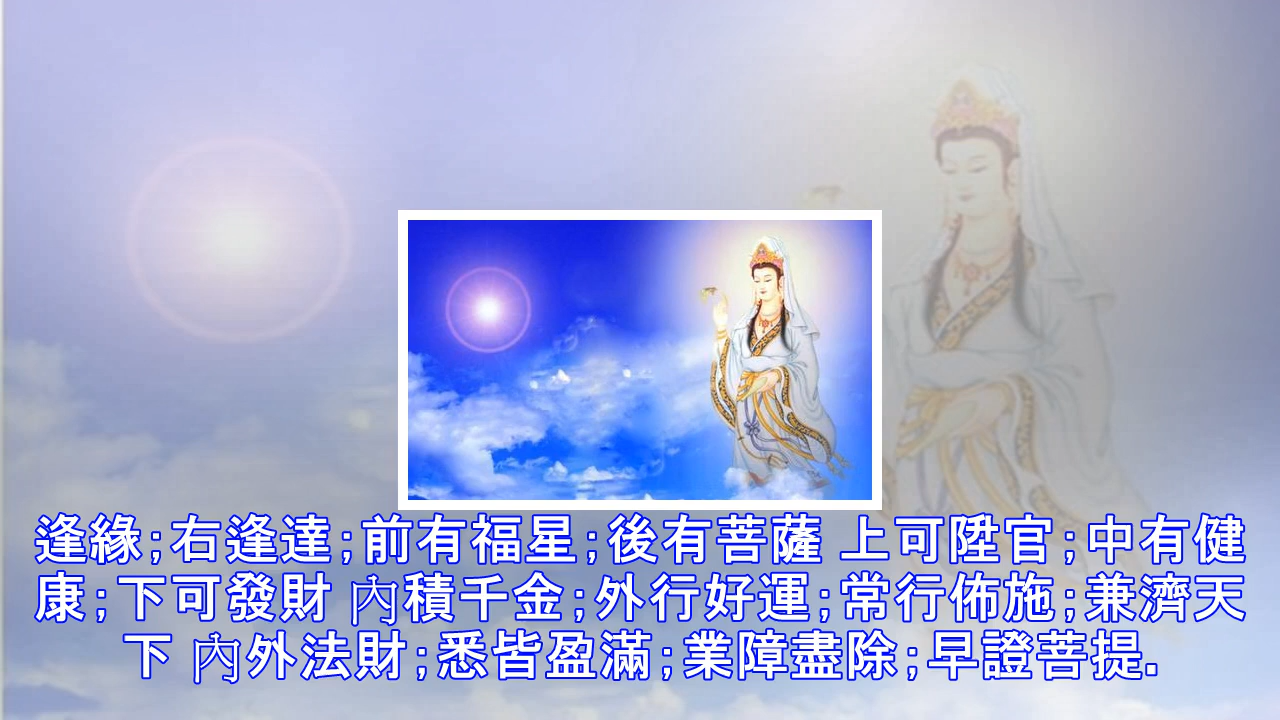 逢緣;右逢達;前有福星;後有菩薩 上可陞官;中有健
康;下可發財 內積千金;外行好運;常行佈施;兼濟天
下 內外法財;悉皆盈滿;業障盡除;早證菩提.